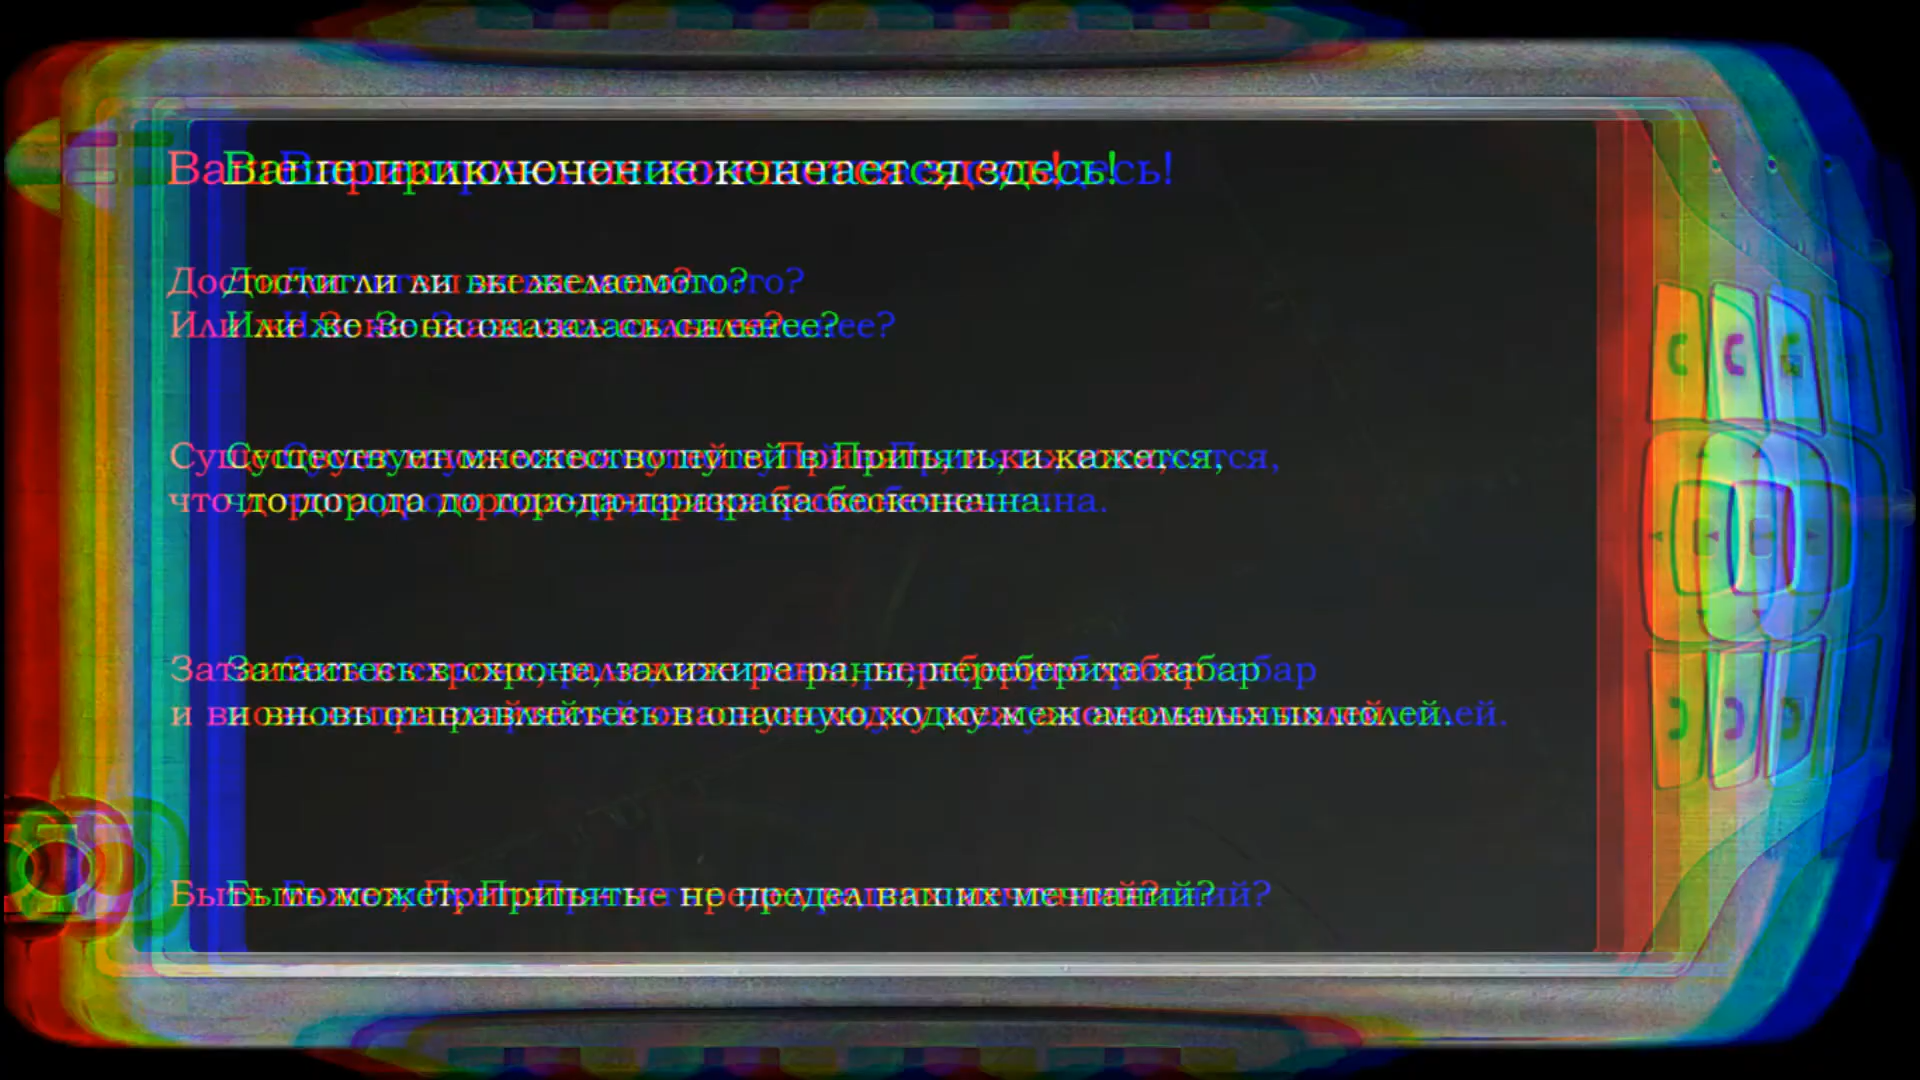 Ваше приключение кончается здесь!
Достигли ли вы желаемого?
Или же Зона оказалась сильнее?
Существует множество путей в Припять, и кажется,
что дорога до города-призрака бесконечна.
Затаитесь в схроне, залижите раны, переберите хабар
и вновь отправляйтесь в опасную ходку меж аномальных полей.
Быть может, Припять - не предел ваших мечтаний?